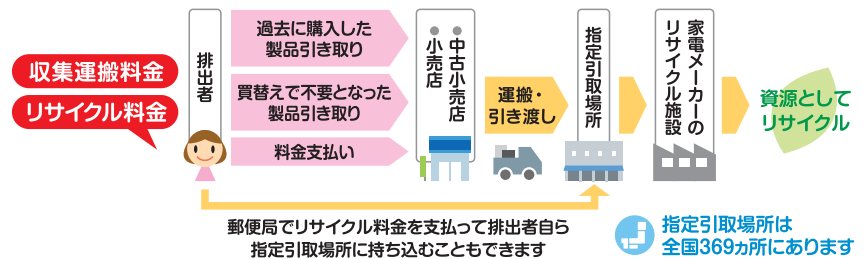 収集運搬料金
リサイクル料金
排出者
過去に購入した
製品引き取り
買替えで不要となった
製品引き取り
料金支払い
●中古小売店
●小売店
運搬・
引き渡し
指定引取場所
家電メーカーの
リサイクル施設
資源として
リサイクル
郵便局でリサイクル料金を支払って排出者自ら
指定引取場所に持ち込むこともできます
指定引取場所は
全国369ヵ所にあります